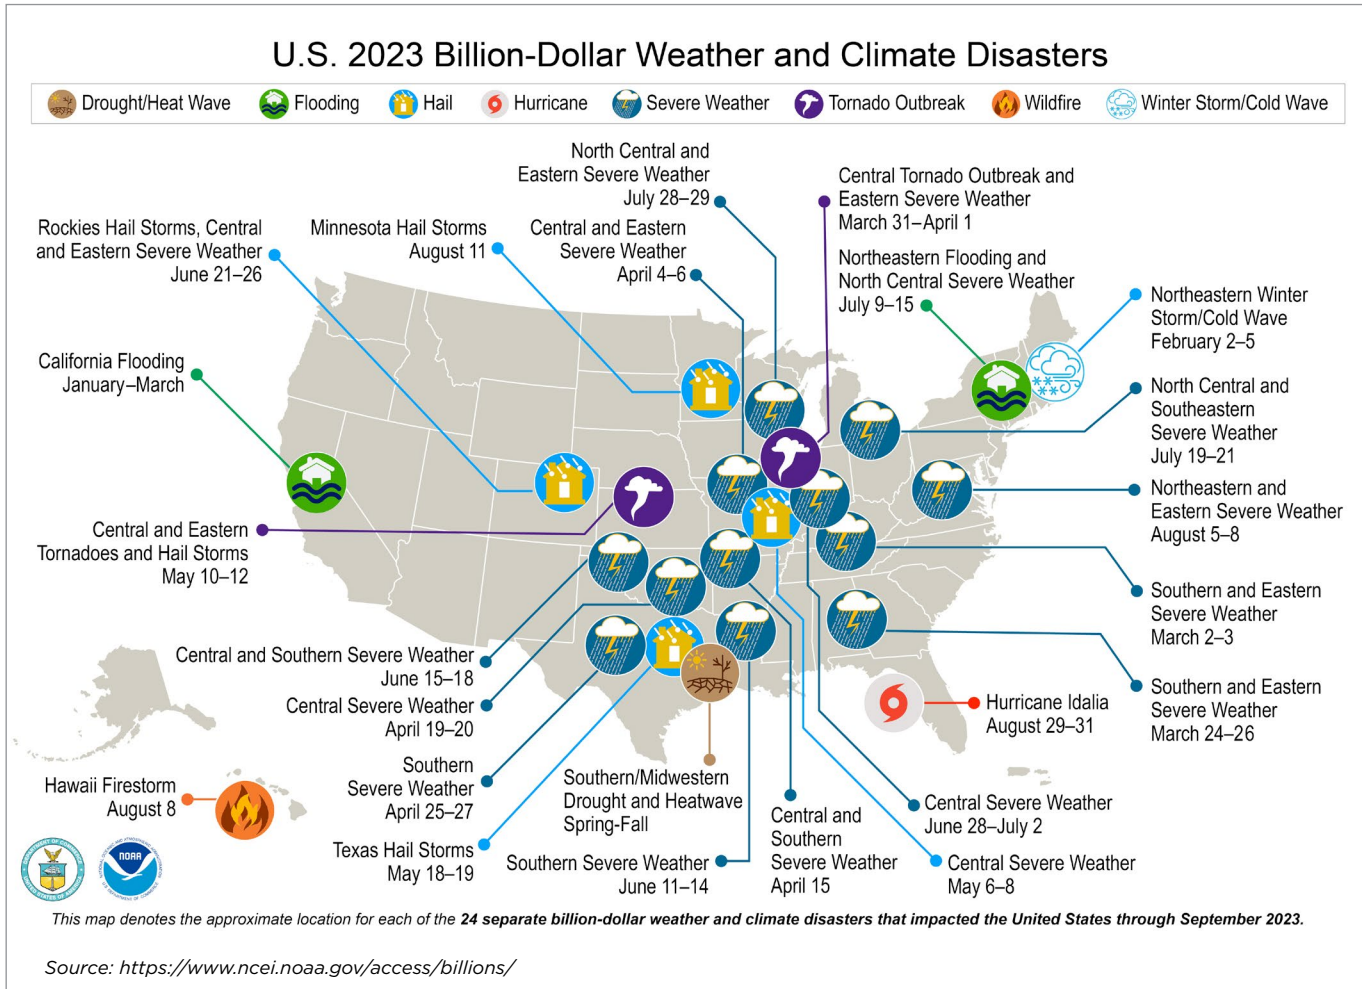 U.S. 2023 Billion-Dollar Weather and Climate Disasters
Drought/Heat Wave
Flooding
Hail
Hurricane
Severe Weather
Tornado Outbreak
Wildfire
Winter Storm/Cold Wave
North Central and
Eastern Severe Weather
July 28–29
Central Tornado Outbreak and
Eastern Severe Weather
March 31–April 1
Rockies Hail Storms, Central
and Eastern Severe Weather
June 21–26
Minnesota Hail Storms
August 11
Central and Eastern
Severe Weather
April 4–6
Northeastern Flooding and
North Central Severe Weather
July 9–15
Northeastern Winter
Storm/Cold Wave
February 2–5
California Flooding
January–March
North Central and
Southeastern
Severe Weather
July 19–21
Northeastern and
Eastern Severe Weather
August 5–8
Central and Eastern
Tornadoes and Hail Storms
May 10–12
Southern and Eastern
Severe Weather
March 2–3
Central and Southern Severe Weather
June 15–18
Southern and Eastern
Severe Weather
March 24–26
Central Severe Weather
April 19–20
Hurricane Idalia
August 29–31
Southern
Severe Weather
April 25–27
Southern/Midwestern
Drought and Heatwave
Spring-Fall
Hawaii Firestorm
August 8
Central and
Southern
Severe Weather
April 15
Central Severe Weather
June 28–July 2
Texas Hail Storms
May 18–19
Southern Severe Weather
June 11–14
Central Severe Weather
May 6–8
NOAA
This map denotes the approximate location for each of the 24 separate billion-dollar weather and climate disasters that impacted the United States through September 2023.
Source: https://www.ncei.noaa.gov/access/billions/